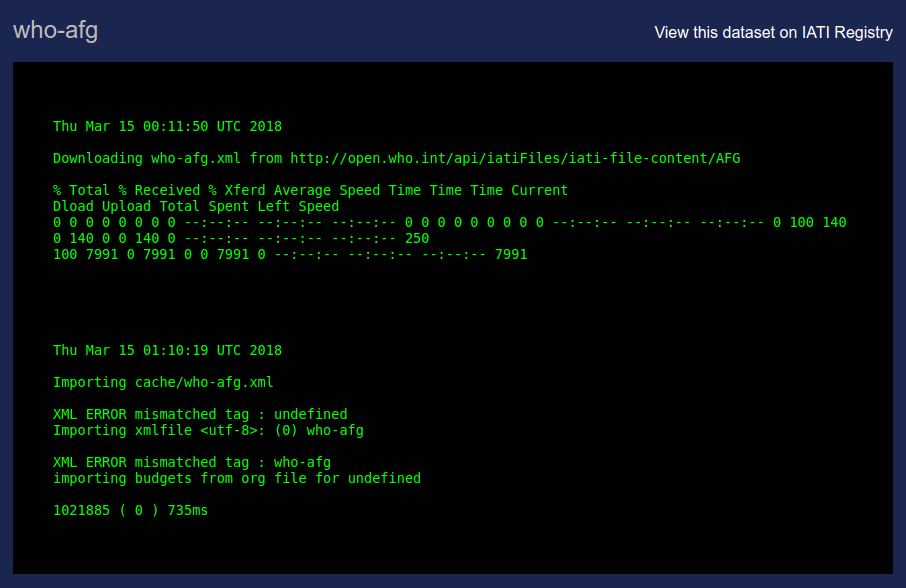 who-afg
View this dataset on IATI Registry
Thu Mar 15 00:11:50 UTC 2018
Downloading who-afg.xml from http://open.who.int/api/iatiFiles/iati-file-content/AFG
% Total % Received % Xferd Average Speed Time Time Time Current
Dload Upload Total Spent Left Speed
0 0 0 0 0 0 0 0 --:--:-- --:--:-- --:--:-- 0 0 0 0 0 0 0 0 0 --:--:-- --:--:-- --:--:-- 0 100 140
0 140 0 0 140 0 --:--:-- --:--:-- --:--:-- 250
100 7991 0 7991 0 0 7991 0 --:--:-- --:--:-- --:--:-- 7991
Thu Mar 15 01:10:19 UTC 2018
Importing cache/who-afg.xml
XML ERROR mismatched tag : undefined
Importing xmlfile <utf-8>: (0) who-afg
XML ERROR mismatched tag : who-afg
importing budgets from org file for undefined
1021885 ( 0 ) 735ms